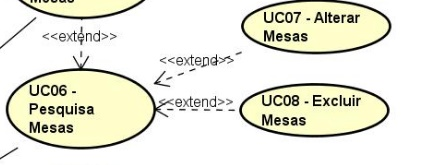 Mesas
<<extend>>
UC07 - Alterar
Mesas
<<extend>>
UC06 -
Pesquisa
Mesas
<<extend>>
UC08 - Excluir
Mesas